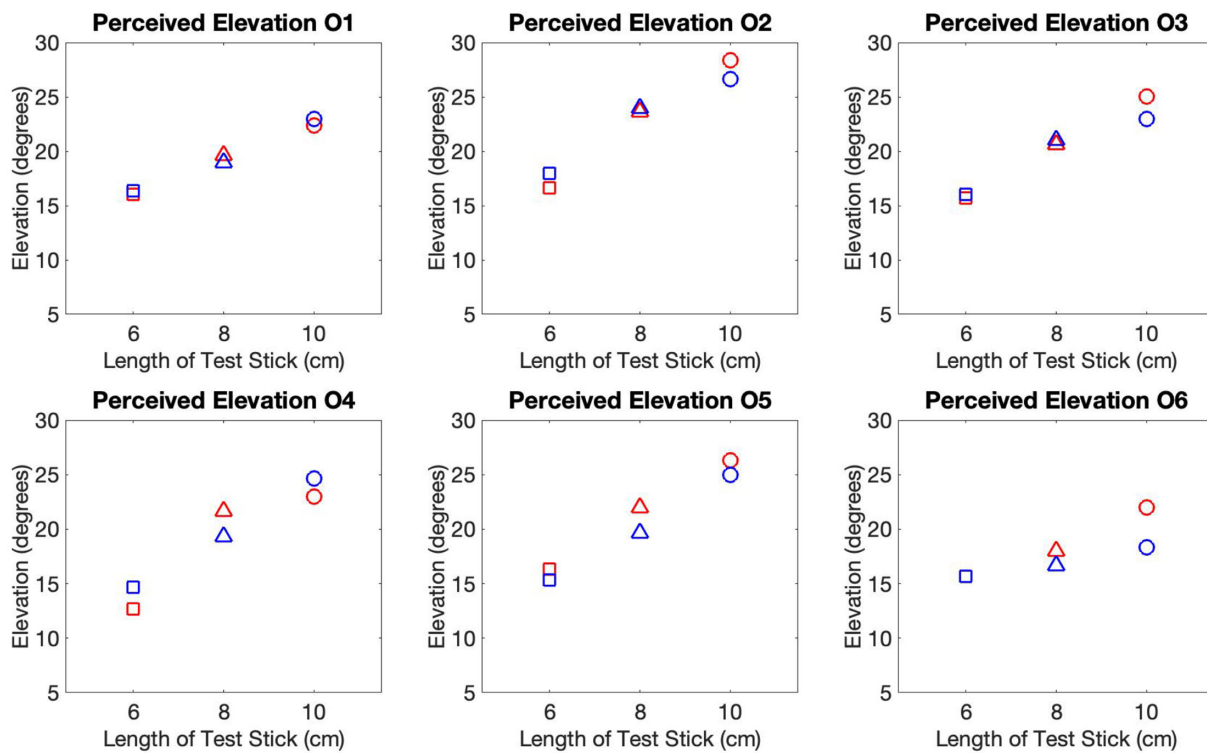 Perceived Elevation O1
30
25
20
15
10
5
Elevation (degrees)
6 8 10
Length of Test Stick (cm)
Perceived Elevation O2
30
25
20
15
10
5
Elevation (degrees)
6 8 10
Length of Test Stick (cm)
Perceived Elevation O3
30
25
20
15
10
5
Elevation (degrees)
6 8 10
Length of Test Stick (cm)
Perceived Elevation O4
30
25
20
15
10
5
Elevation (degrees)
6 8 10
Length of Test Stick (cm)
Perceived Elevation O5
30
25
20
15
10
5
Elevation (degrees)
6 8 10
Length of Test Stick (cm)
Perceived Elevation O6
30
25
20
15
10
5
Elevation (degrees)
6 8 10
Length of Test Stick (cm)